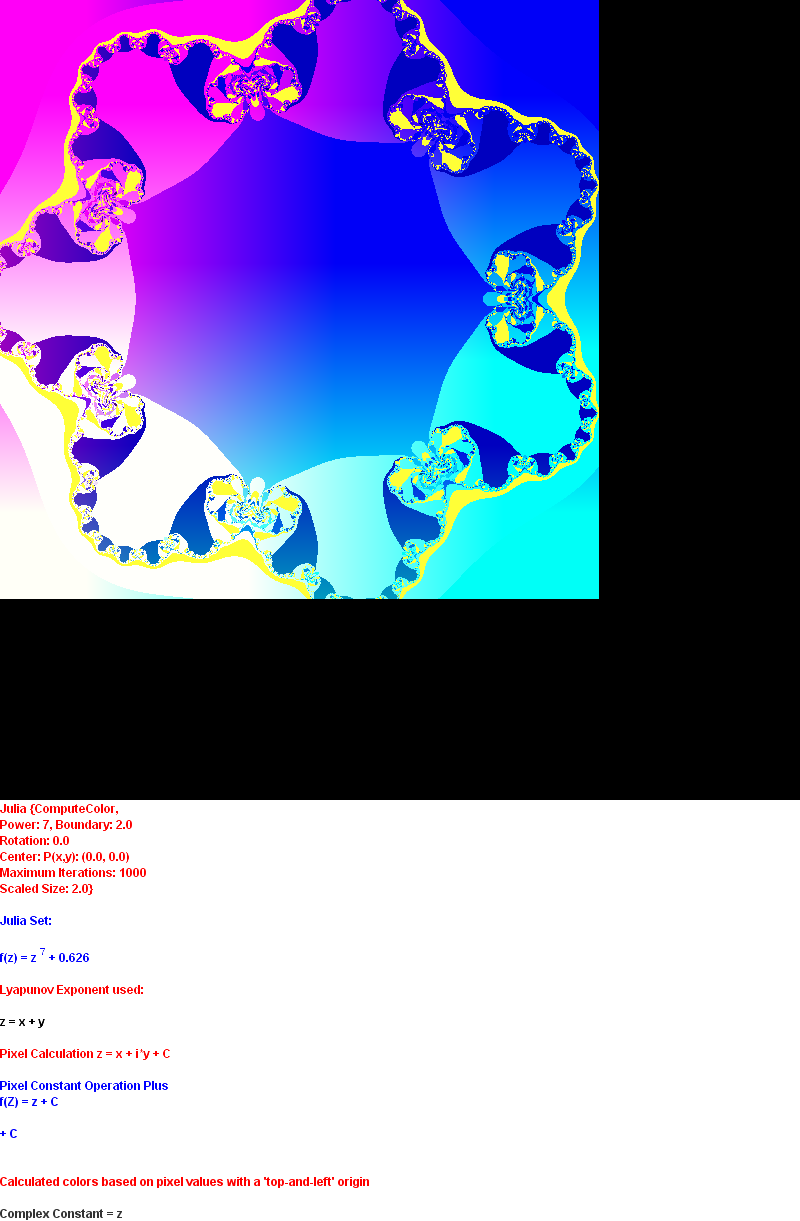 Julia {ComputeColor,
Power: 7, Boundary: 2.0
Rotation: 0.0
Center: P(x,y): (0.0, 0.0)
Maximum Iterations: 1000
Scaled Size: 2.0}
Julia Set:
f(z) = z ⁷ + 0.626
Lyapunov Exponent used:
z = x + y
Pixel Calculation z = x + i*y + C
Pixel Constant Operation Plus
f(Z) = z + C
+ C
Calculated colors based on pixel values with a 'top-and-left' origin
Complex Constant = z